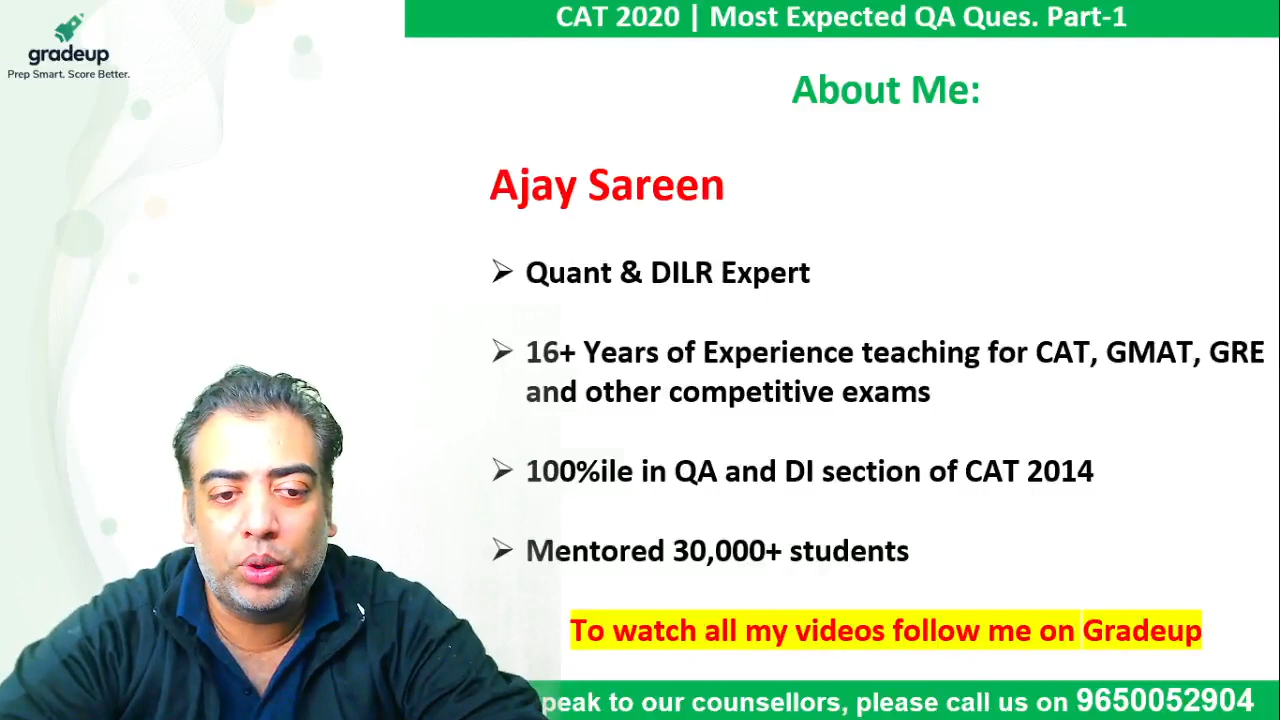 CAT 2020 | Most Expected QA Ques. Part-1
gradeup
Prep Smart. Score Better.
About Me:
Ajay Sareen
Quant & DILR Expert
16+ Years of Experience teaching for CAT, GMAT, GRE
and other competitive exams
100%ile in QA and DI section of CAT 2014
Mentored 30,000+ students
To watch all my videos follow me on Gradeup
peak to our counsellors, please call us on 9650052904